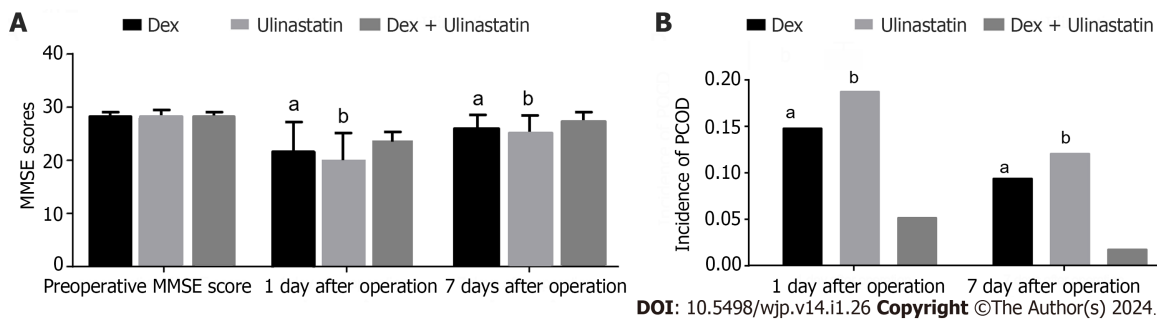 A
Dex Ulinastatin Dex + Ulinastatin
MMSE scores
40
30
20
10
0
a
b
a
b
Preoperative MMSE score 1 day after operation 7 days after operation
B
Dex Ulinastatin Dex + Ulinastatin
Incidence of PCOD
0.20
0.15
0.10
0.05
0.00
a
b
a
b
1 day after operation 7 day after operation
DOI: 10.5498/wjp.v14.i1.26 Copyright ©The Author(s) 2024.